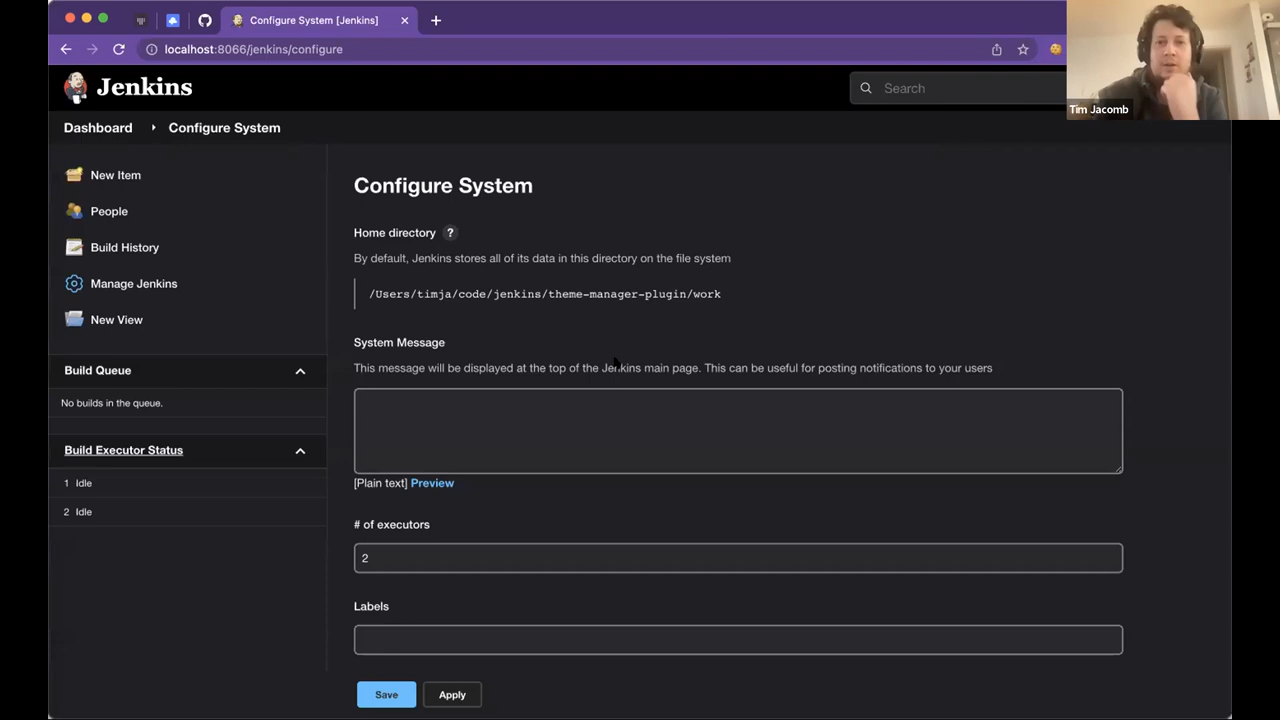 Configure System [Jenkins]
localhost:8066/jenkins/configure
Jenkins
Search
Tim Jacomb
Dashboard
Configure System
New Item
People
Build History
Manage Jenkins
New View
Build Queue
No builds in the queue.
Build Executor Status
1 Idle
2 Idle
Configure System
Home directory ?
By default, Jenkins stores all of its data in this directory on the file system
/Users/timja/code/jenkins/theme-manager-plugin/work
System Message
This message will be displayed at the top of the Jenkins main page. This can be useful for posting notifications to your users
[Plain text] Preview
# of executors
2
Labels
Save
Apply